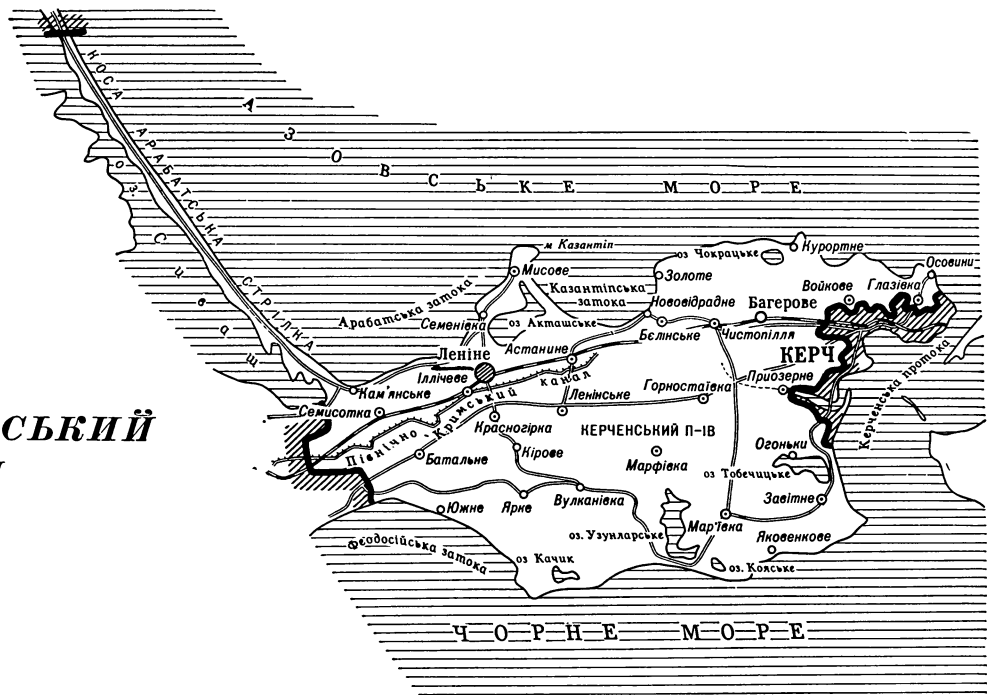 КОСА АРАБАТСЬКА СТРІЛКА
АЗОВСЬКЕ МОРЕ
оз. Сиваш
м Казантіп
Мисове
Арабатська затока
Казантіпська
затока
Семенівка
оз Акташське
Золоте
оз Чокрацьке
Курортне
Осовини
Войкове
Глазівка
Нововідрадне
Багерове
Бєлнське
Чистопілля
КЕРЧ
Леніне
Астанине
Іллічеве
Кам'янське
Семисотка
Північно-Кримський канал
Ленінське
Горностаївка
Приозерне
Керченська протока
СЬКИЙ
Красногірка
КЕРЧЕНСЬКИЙ П-ІВ
Батальне
Кірове
Марфівка
Огоньки
оз Тобечицьке
Завітне
Южне
Ярке
Вулканівка
Мар'ївка
оз. Узунларське
Яковенкове
Феодосійська затока
оз Качик
оз. Кояське
ЧОРНЕ МОРЕ